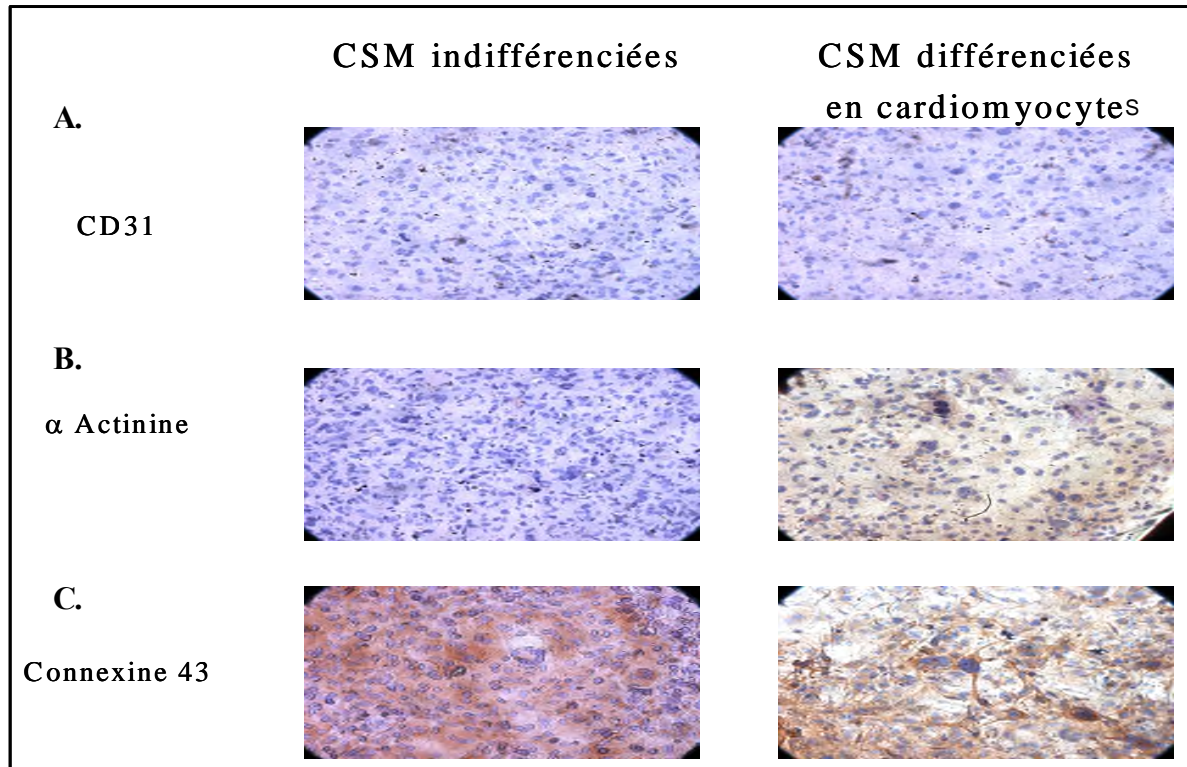 CSM indifférenciées
CSM différenciées
en cardiomyocytes
A.
CD31
B.
α Actinine
C.
Connexine 43